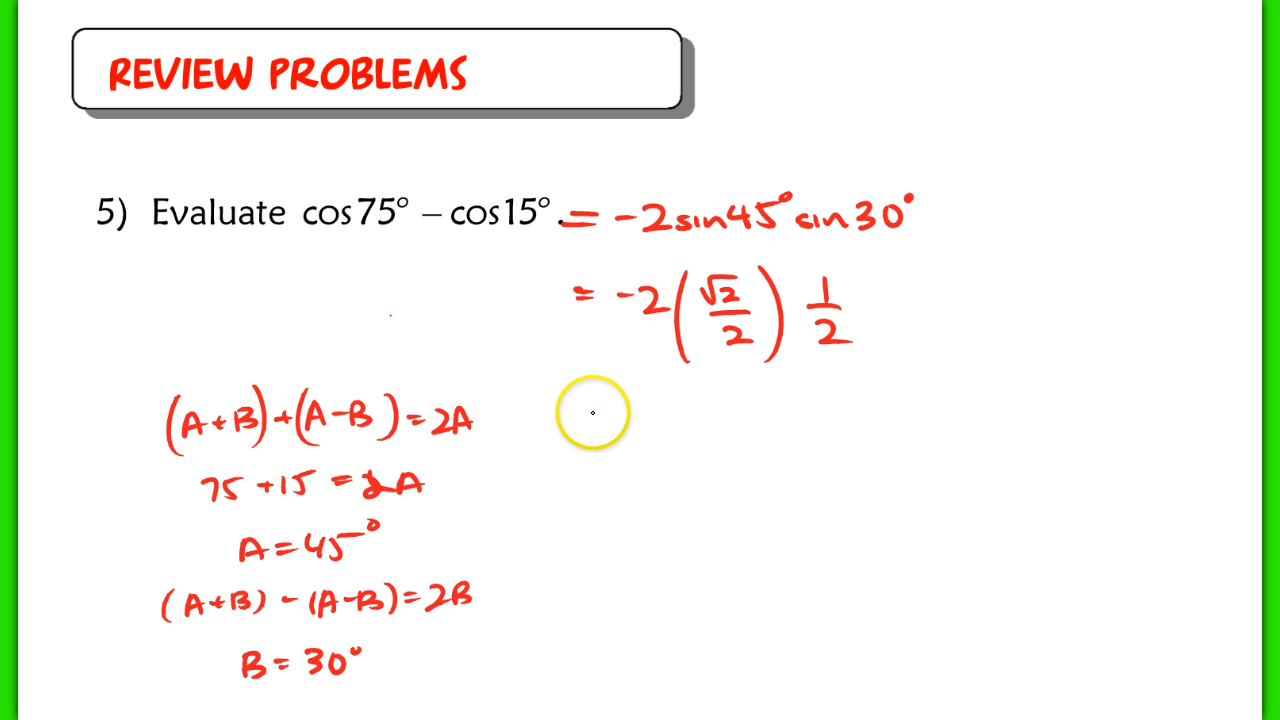 REVIEW PROBLEMS
5) Evaluate cos75° – cos15°. = -2sin45° sin30°
= -2(√2/2) 1/2
(A+B)+(A-B)=2A
75+15=2A
A=45°
(A+B)-(A-B)=2B
B=30°